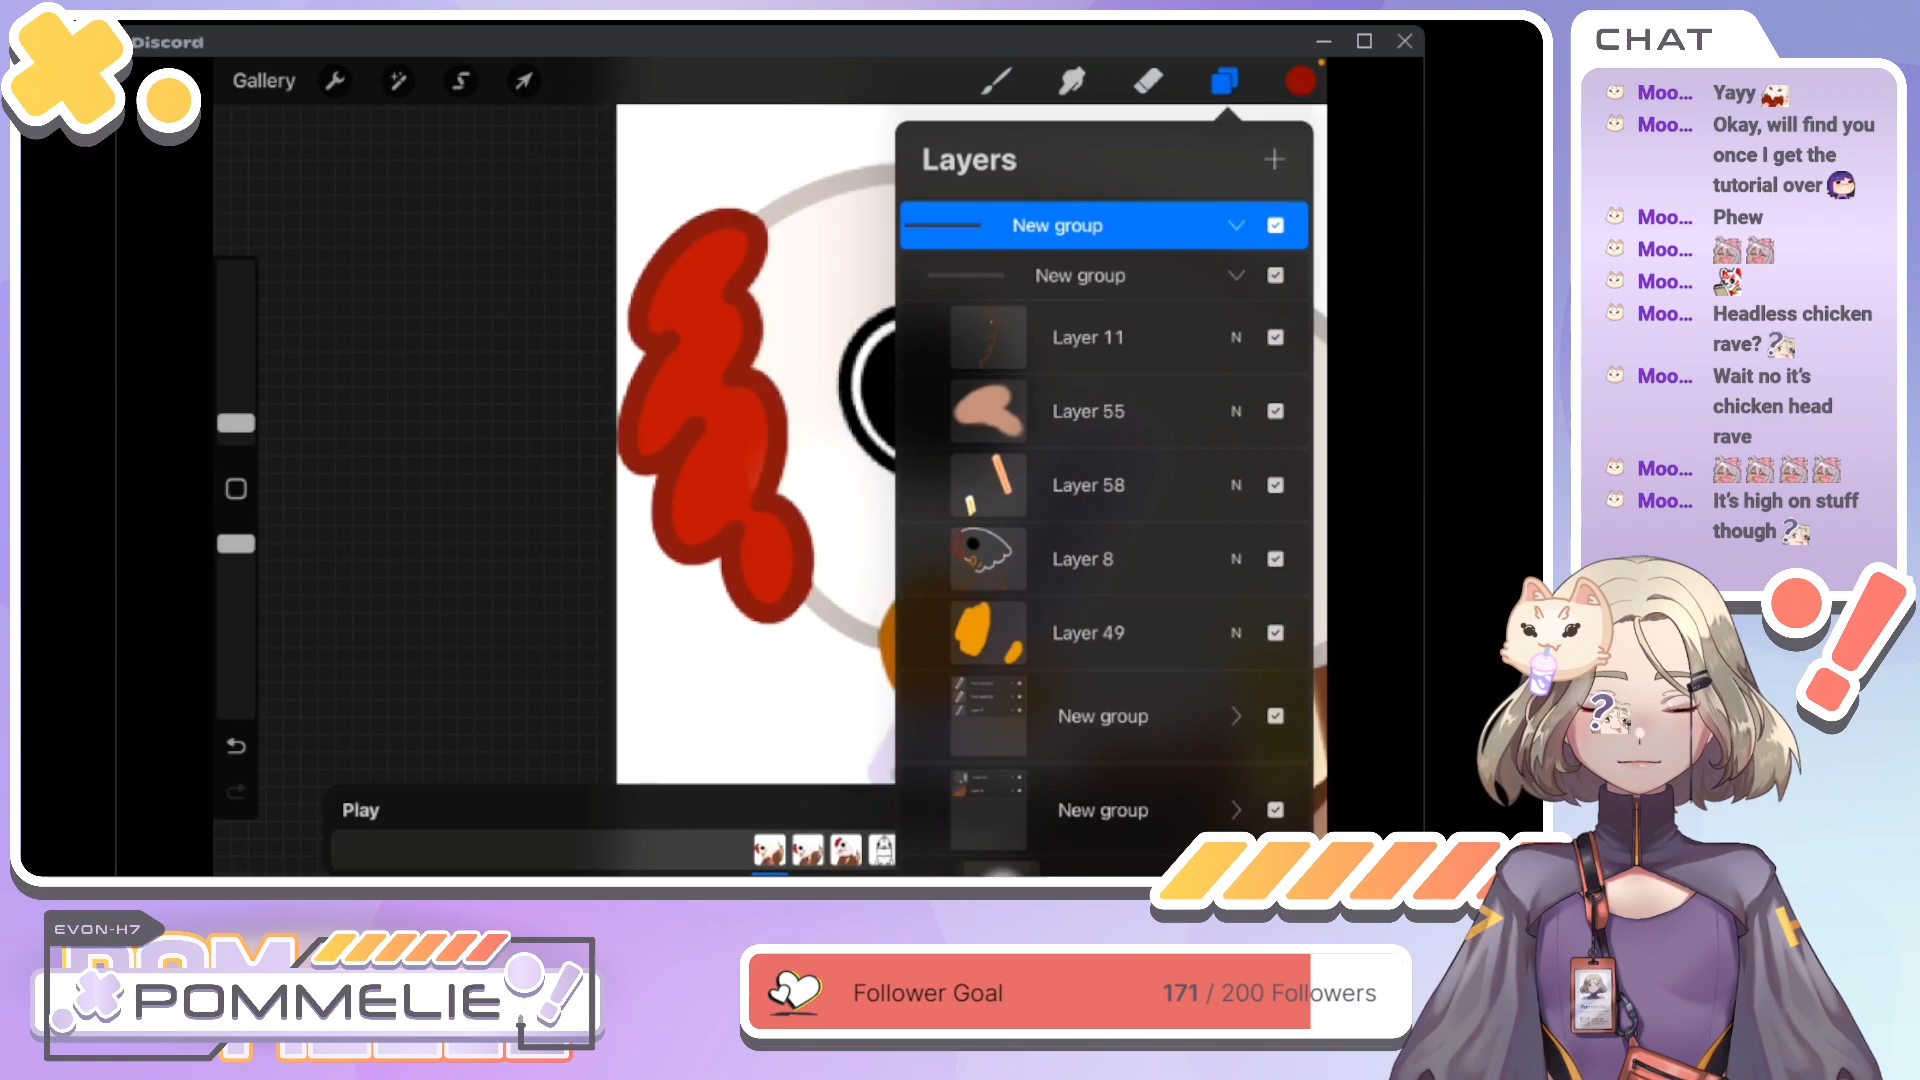 Discord
Gallery
Layers
New group
New group
Layer 11
N
Layer 55
N
Layer 58
N
Layer 8
N
Layer 49
N
New group
New group
Play
CHAT
Moo... Yayy
Moo... Okay, will find you
once I get the
tutorial over
Moo... Phew
Moo...
Moo...
Moo... Headless chicken
rave?
Moo... Wait no it's
chicken head
rave
Moo...
Moo... It's high on stuff
though
EVON-H7
POMMELIE
Follower Goal
171 / 200 Followers